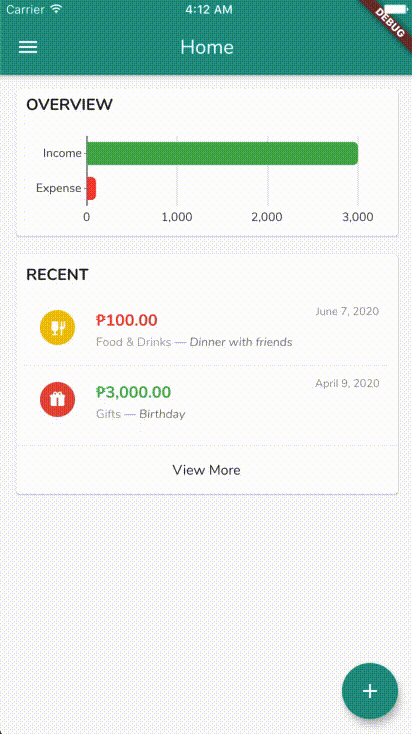 Carrier 4:12 AM
DEBUG
Home
OVERVIEW
Income
Expense
0 1,000 2,000 3,000
RECENT
June 7, 2020
₱100.00
Food & Drinks — Dinner with friends
April 9, 2020
₱3,000.00
Gifts — Birthday
View More
+